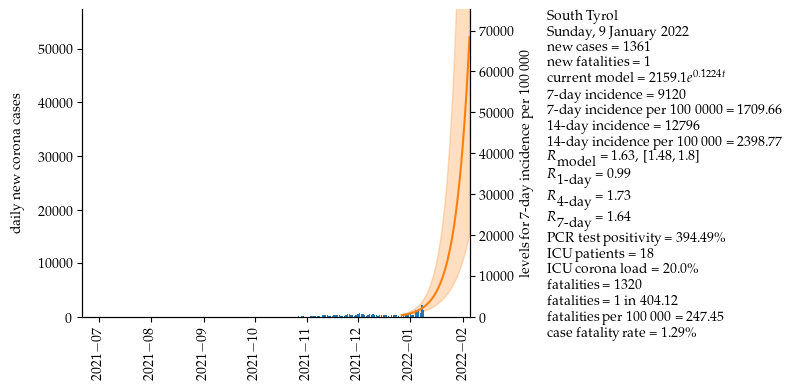 daily new corona cases
0
10000
20000
30000
40000
50000
2021−07
2021−08
2021−09
2021−10
2021−11
2021−12
2022−01
2022−02
0
10000
20000
30000
40000
50000
60000
70000
levels for 7-day incidence per 100 000
South Tyrol
Sunday, 9 January 2022
new cases = 1361
new fatalities = 1
current model = 2159.1e^0.1224t
7-day incidence = 9120
7-day incidence per 100 0000 = 1709.66
14-day incidence = 12796
14-day incidence per 100 000 = 2398.77
R_model = 1.63, [1.48, 1.8]
R_1-day = 0.99
R_4-day = 1.73
R_7-day = 1.64
PCR test positivity = 394.49%
ICU patients = 18
ICU corona load = 20.0%
fatalities = 1320
fatalities = 1 in 404.12
fatalities per 100 000 = 247.45
case fatality rate = 1.29%